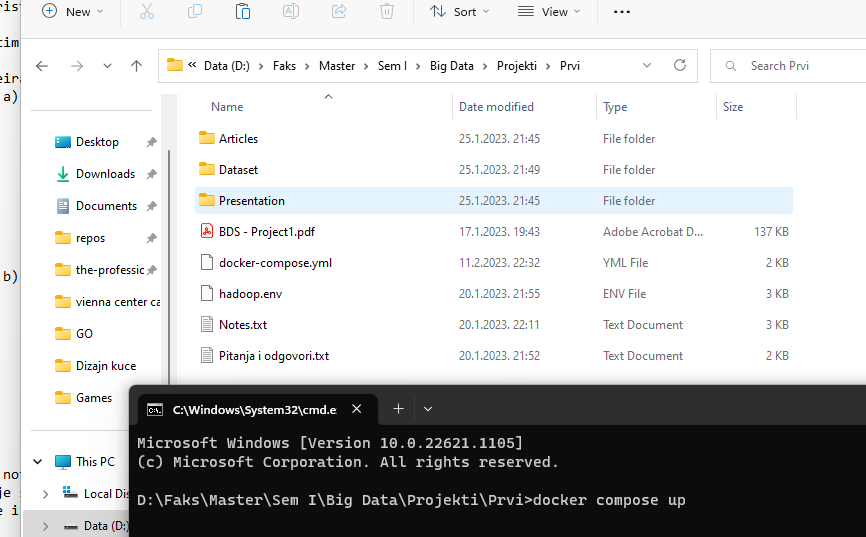 rist
New
Sort
View
tim
Data (D:) Faks Master Sem I Big Data Projekti Prvi
Search Prvi
eira
a)
Name Date modified Type Size
Desktop
Downloads
Documents
repos
the-professic
vienna center ca
GO
Dizajn kuce
Games
This PC
Local Dis
Data (D:)
Articles 25.1.2023. 21:45 File folder
Dataset 25.1.2023. 21:49 File folder
Presentation 25.1.2023. 21:45 File folder
BDS - Project1.pdf 17.1.2023. 19:43 Adobe Acrobat D... 137 KB
docker-compose.yml 11.2.2023. 22:32 YML File 2 KB
hadoop.env 20.1.2023. 21:55 ENV File 3 KB
Notes.txt 20.1.2023. 22:11 Text Document 3 KB
Pitanja i odgovori.txt 20.1.2023. 21:52 Text Document 2 KB
b)
not
je s
e i
C:\Windows\System32\cmd.e
Microsoft Windows [Version 10.0.22621.1105]
(c) Microsoft Corporation. All rights reserved.
D:\Faks\Master\Sem I\Big Data\Projekti\Prvi>docker compose up